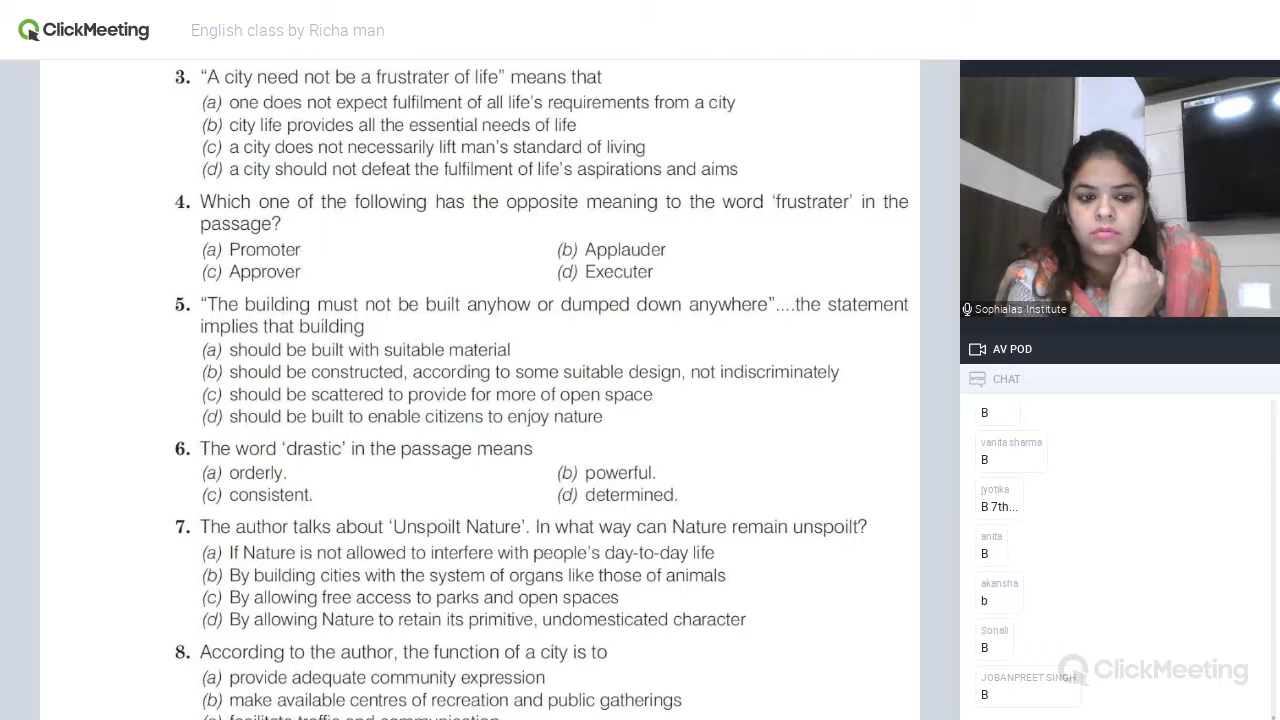 ClickMeeting
English class by Richa man
3. “A city need not be a frustrater of life” means that
(a) one does not expect fulfilment of all life's requirements from a city
(b) city life provides all the essential needs of life
(c) a city does not necessarily lift man's standard of living
(d) a city should not defeat the fulfilment of life's aspirations and aims
4. Which one of the following has the opposite meaning to the word ‘frustrater’ in the
passage?
(a) Promoter (b) Applauder
(c) Approver (d) Executer
5. “The building must not be built anyhow or dumped down anywhere”....the statement
implies that building
(a) should be built with suitable material
(b) should be constructed, according to some suitable design, not indiscriminately
(c) should be scattered to provide for more of open space
(d) should be built to enable citizens to enjoy nature
6. The word ‘drastic’ in the passage means
(a) orderly. (b) powerful.
(c) consistent. (d) determined.
7. The author talks about ‘Unspoilt Nature’. In what way can Nature remain unspoilt?
(a) If Nature is not allowed to interfere with people's day-to-day life
(b) By building cities with the system of organs like those of animals
(c) By allowing free access to parks and open spaces
(d) By allowing Nature to retain its primitive, undomesticated character
8. According to the author, the function of a city is to
(a) provide adequate community expression
(b) make available centres of recreation and public gatherings
(c) facilitate traffic and communication
Sophialas Institute
AV POD
CHAT
B
vanita sharma
B
jyotika
B 7th...
anita
B
akansha
b
Sonali
B
JOBANPREET SINGH
B
ClickMeeting